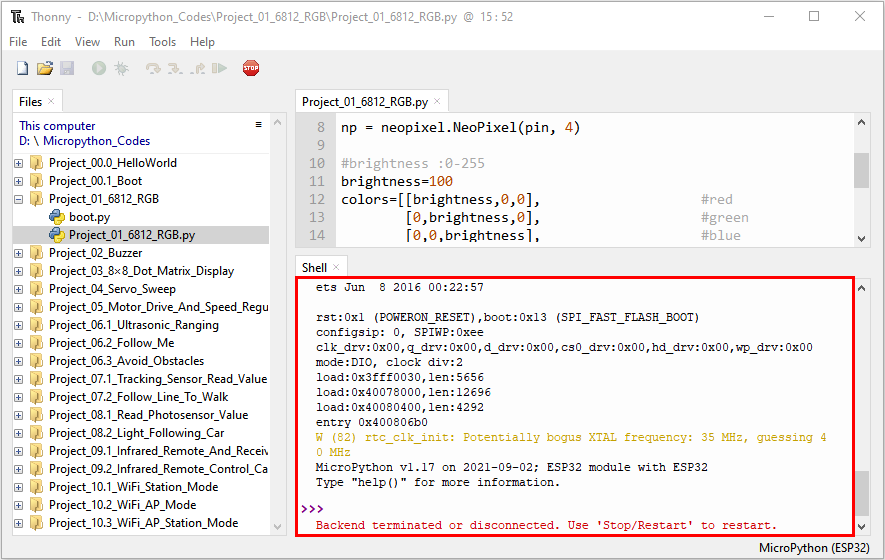 Thonny - D:\Micropython_Codes\Project_01_6812_RGB\Project_01_6812_RGB.py @ 15 : 52
File Edit View Run Tools Help
STOP
Files
This computer
D: \ Micropython_Codes
Project_00.0_HelloWorld
Project_00.1_Boot
Project_01_6812_RGB
boot.py
Project_01_6812_RGB.py
Project_02_Buzzer
Project_03_8×8_Dot_Matrix_Display
Project_04_Servo_Sweep
Project_05_Motor_Drive_And_Speed_Regu
Project_06.1_Ultrasonic_Ranging
Project_06.2_Follow_Me
Project_06.3_Avoid_Obstacles
Project_07.1_Tracking_Sensor_Read_Value
Project_07.2_Follow_Line_To_Walk
Project_08.1_Read_Photosensor_Value
Project_08.2_Light_Following_Car
Project_09.1_Infrared_Remote_And_Receiv
Project_09.2_Infrared_Remote_Control_Ca
Project_10.1_WiFi_Station_Mode
Project_10.2_WiFi_AP_Mode
Project_10.3_WiFi_AP_Station_Mode
Project_01_6812_RGB.py
8 np = neopixel.NeoPixel(pin, 4)
9
10 #brightness :0-255
11 brightness=100
12 colors=[[brightness,0,0], #red
13 [0,brightness,0], #green
14 [0,0,brightness], #blue
Shell
ets Jun  8 2016 00:22:57
rst:0x1 (POWERON_RESET),boot:0x13 (SPI_FAST_FLASH_BOOT)
configsip: 0, SPIWP:0xee
clk_drv:0x00,q_drv:0x00,d_drv:0x00,cs0_drv:0x00,hd_drv:0x00,wp_drv:0x00
mode:DIO, clock div:2
load:0x3fff0030,len:5656
load:0x40078000,len:12696
load:0x40080400,len:4292
entry 0x400806b0
W (82) rtc_clk_init: Potentially bogus XTAL frequency: 35 MHz, guessing 4
0 MHz
MicroPython v1.17 on 2021-09-02; ESP32 module with ESP32
Type "help()" for more information.
>>>
Backend terminated or disconnected. Use 'Stop/Restart' to restart.
MicroPython (ESP32)